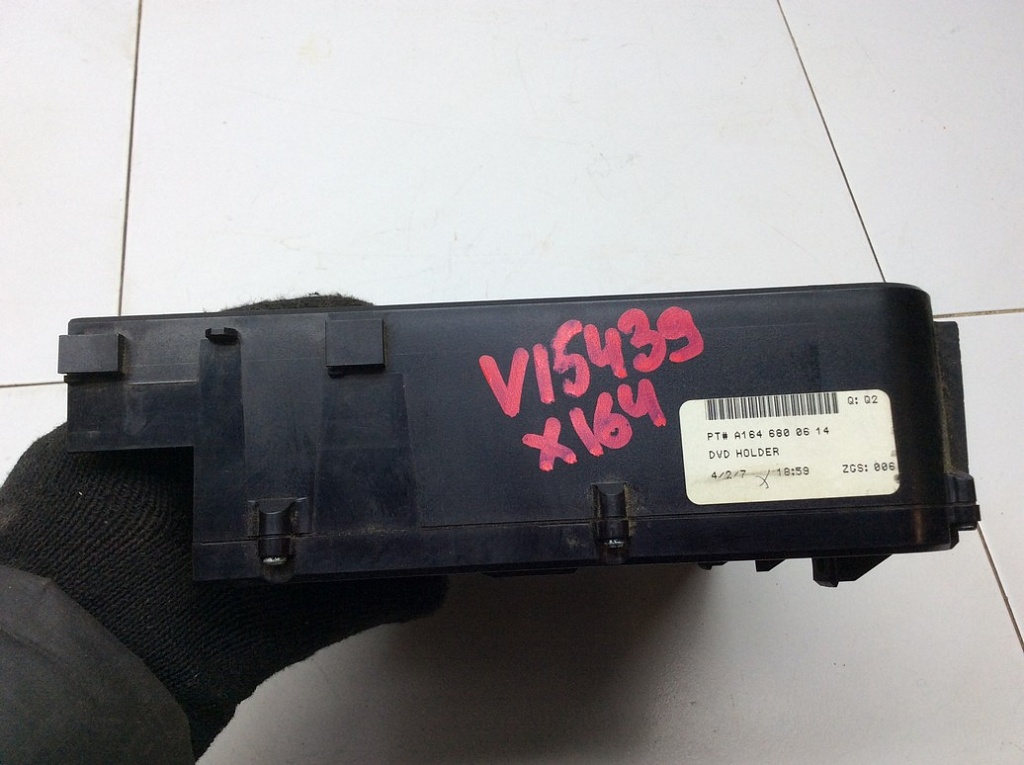 V15439
X164
Q: Q2
PT# A164 680 06 14
DVD HOLDER
4/2/7 18:59 ZGS: 006